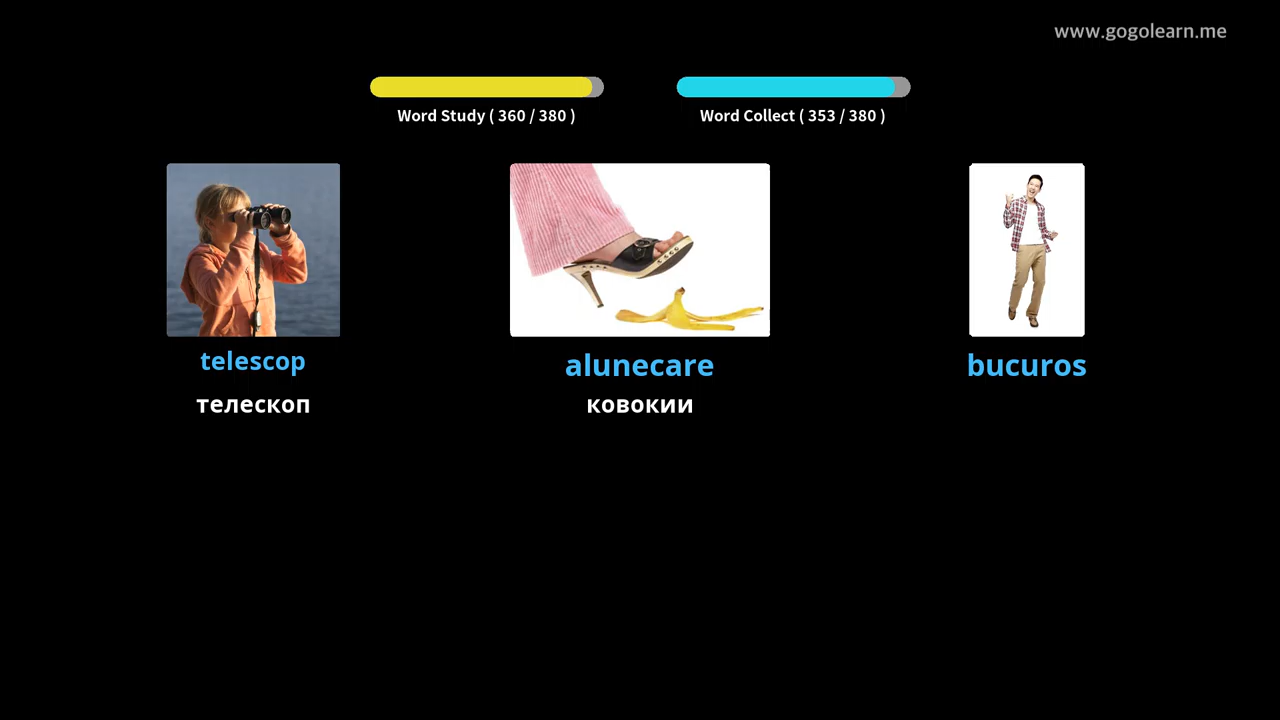 www.gogolearn.me
Word Study ( 360 / 380 )
Word Collect ( 353 / 380 )
telescop
alunecare
bucuros
телескоп
ковокии